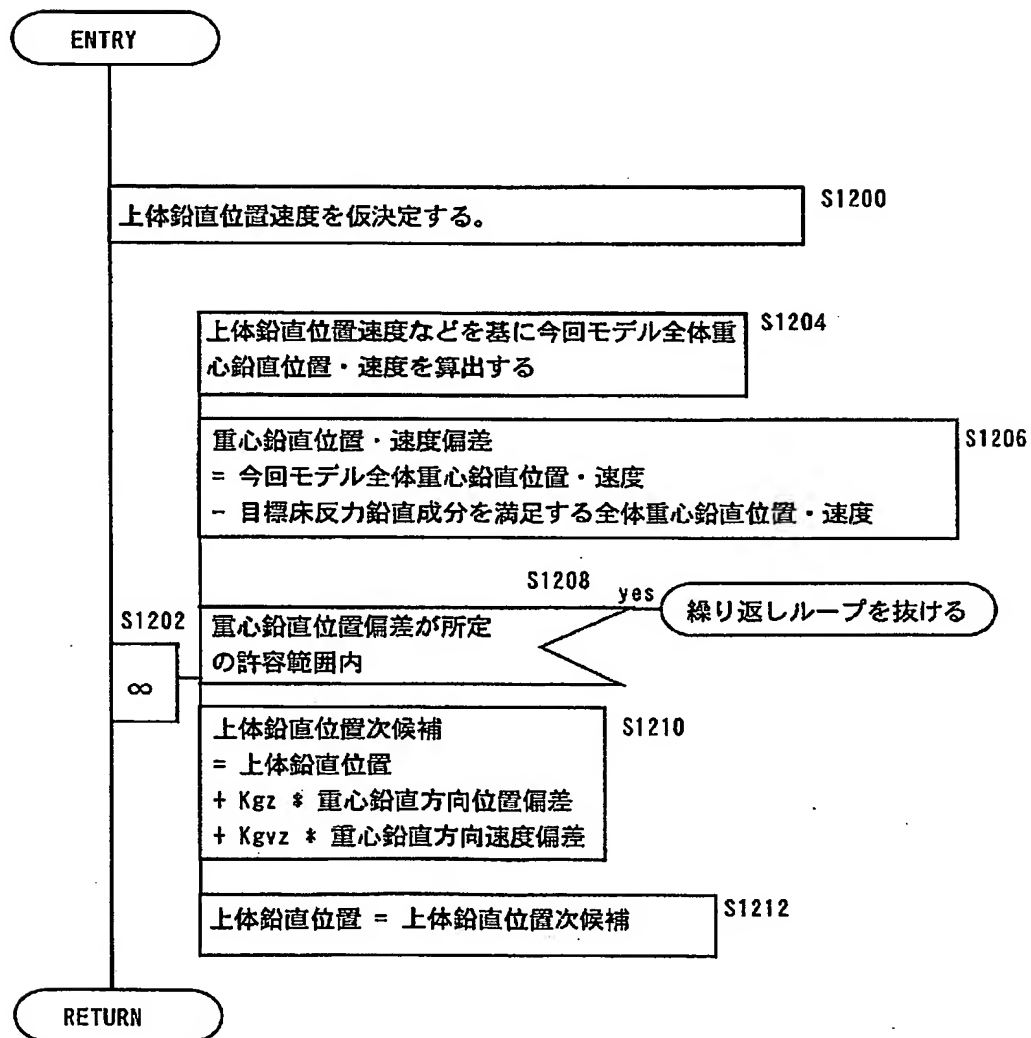 ENTRY
S1200
上体鉛直位置速度を仮決定する。
S1204
上体鉛直位置速度などを基に今回モデル全体重
心鉛直位置・速度を算出する
S1206
重心鉛直位置・速度偏差
= 今回モデル全体重心鉛直位置・速度
- 目標床反力鉛直成分を満足する全体重心鉛直位置・速度
S1208
yes
繰り返しループを抜ける
S1202
重心鉛直位置偏差が所定
の許容範囲内
∞
S1210
上体鉛直位置次候補
= 上体鉛直位置
+ Kgz * 重心鉛直方向位置偏差
+ Kgvz * 重心鉛直方向速度偏差
S1212
上体鉛直位置 = 上体鉛直位置次候補
RETURN